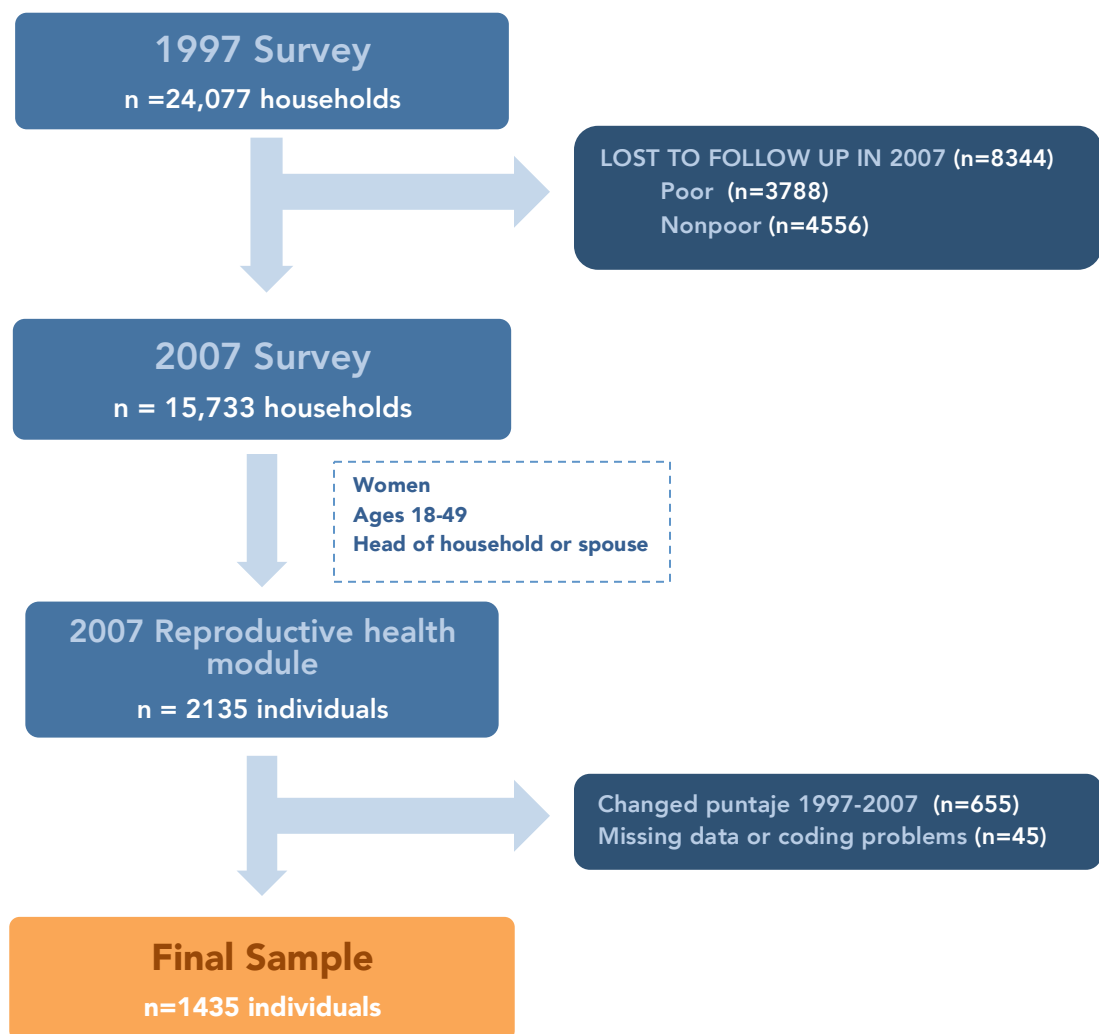 1997 Survey
n =24,077 households
LOST TO FOLLOW UP IN 2007 (n=8344)
Poor (n=3788)
Nonpoor (n=4556)
2007 Survey
n = 15,733 households
Women
Ages 18-49
Head of household or spouse
2007 Reproductive health
module
n = 2135 individuals
Changed puntaje 1997-2007 (n=655)
Missing data or coding problems (n=45)
Final Sample
n=1435 individuals